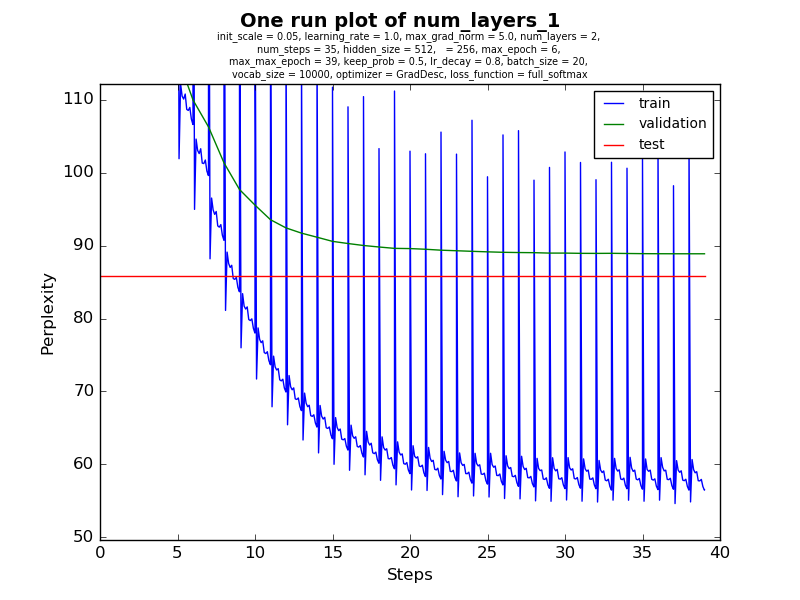 One run plot of num_layers_1
init_scale = 0.05, learning_rate = 1.0, max_grad_norm = 5.0, num_layers = 2,
num_steps = 35, hidden_size = 512,   = 256, max_epoch = 6,
max_max_epoch = 39, keep_prob = 0.5, lr_decay = 0.8, batch_size = 20,
vocab_size = 10000, optimizer = GradDesc, loss_function = full_softmax
train
validation
test
110
100
90
80
70
60
50
Perplexity
0 5 10 15 20 25 30 35 40
Steps